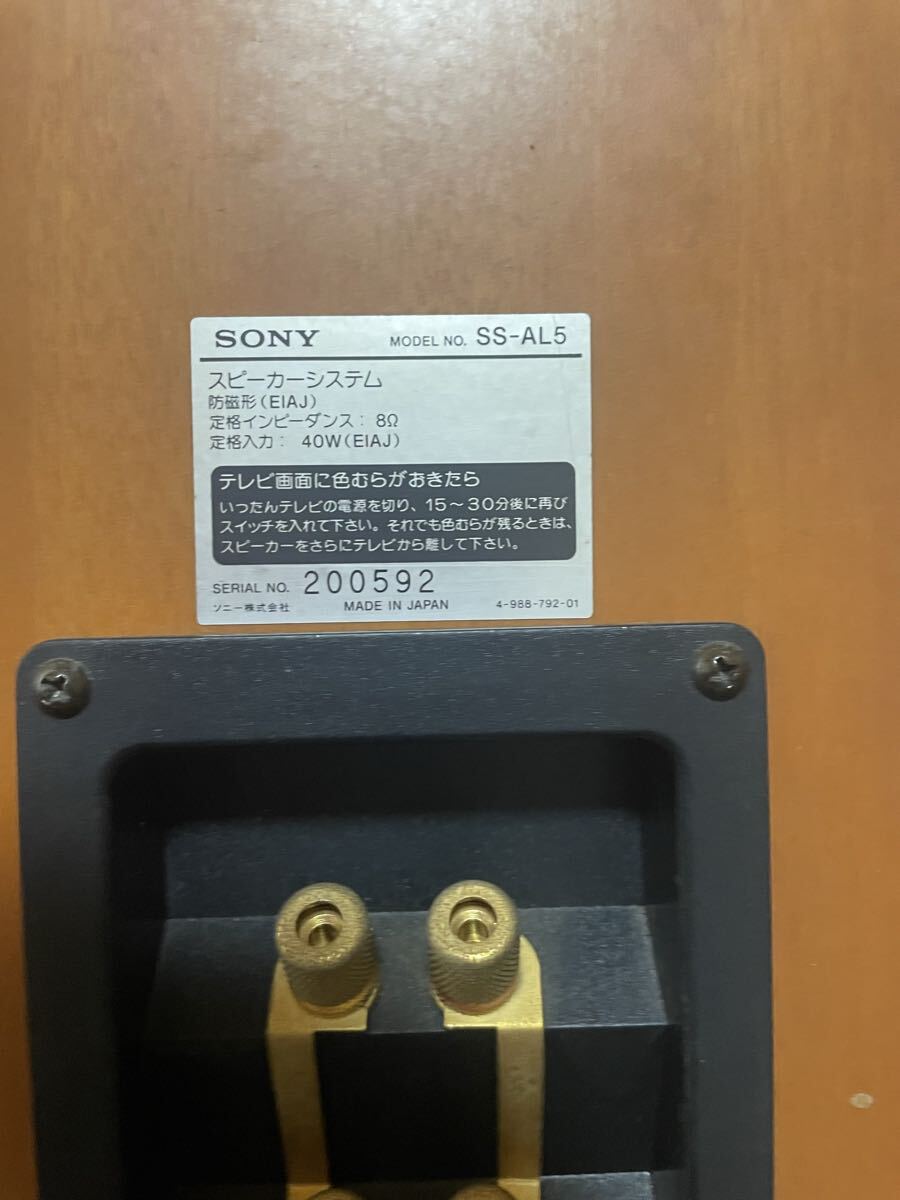 SONY MODEL NO. SS-AL5
スピーカーシステム
防磁形(EIAJ)
定格インピーダンス: 8Ω
定格入力: 40W(EIAJ)
テレビ画面に色むらがおきたら
いったんテレビの電源を切り、15〜30分後に再び
スイッチを入れて下さい。それでも色むらが残るときは、
スピーカーをさらにテレビから離して下さい。
SERIAL NO. 200592
ソニー株式会社 MADE IN JAPAN 4-988-792-01